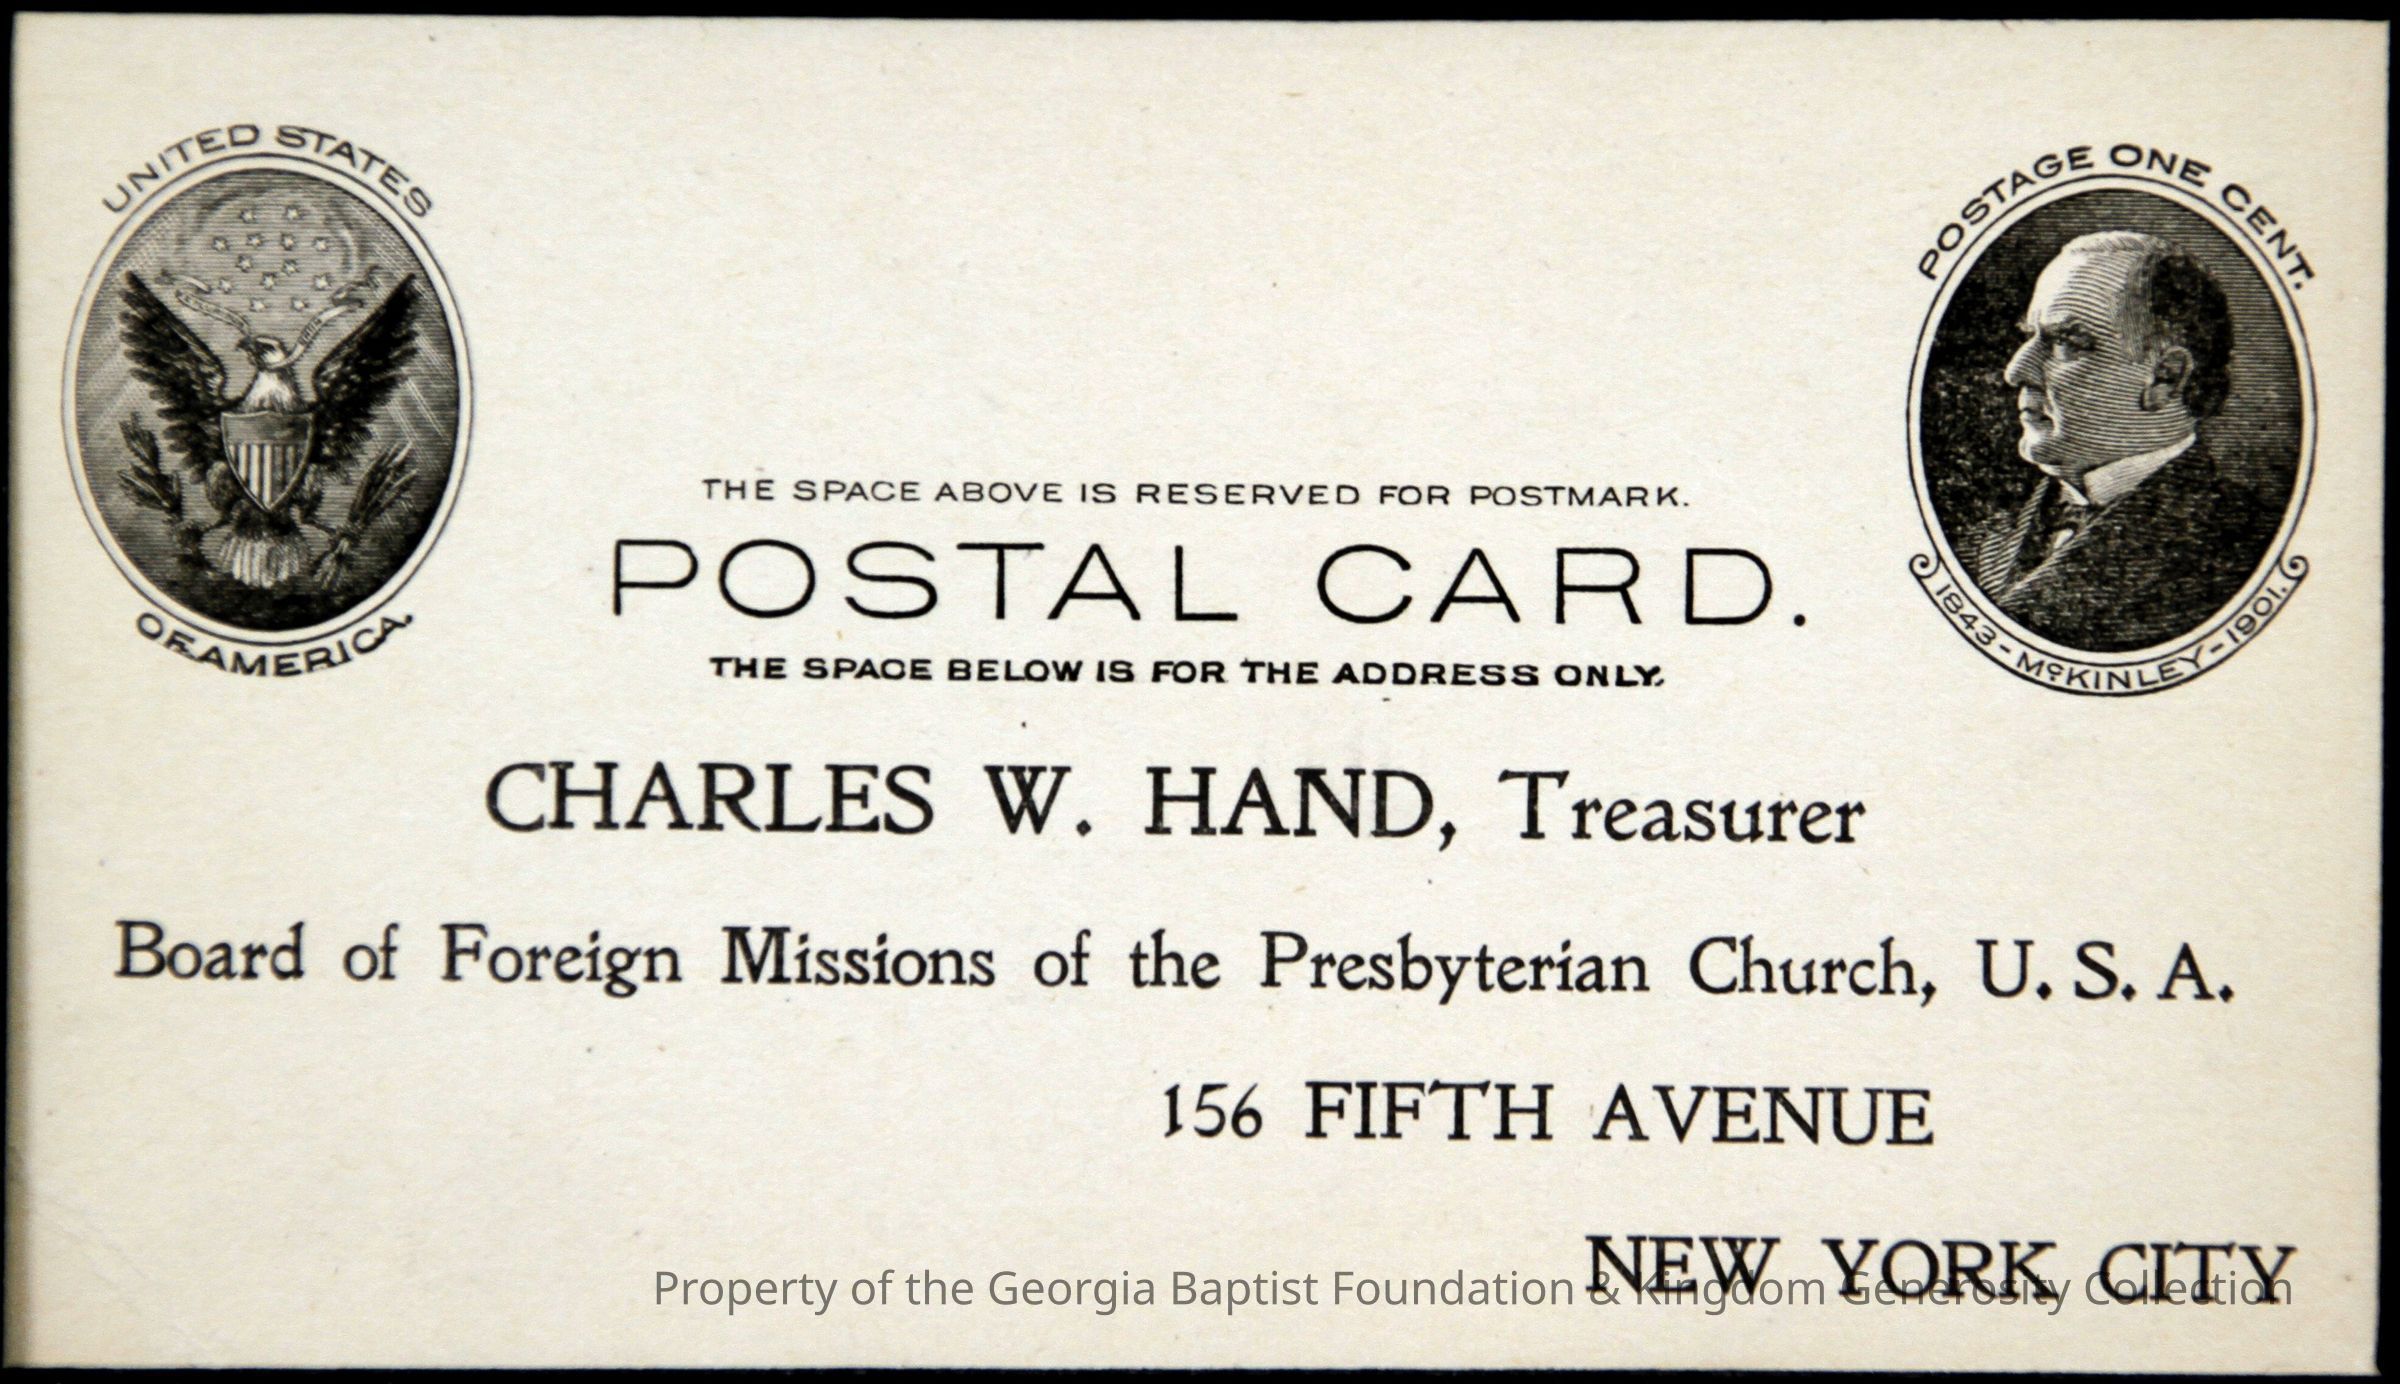 UNITED STATES
OF AMERICA.
POSTAGE ONE CENT.
1843 - McKINLEY - 1901.
THE SPACE ABOVE IS RESERVED FOR POSTMARK.
POSTAL CARD.
THE SPACE BELOW IS FOR THE ADDRESS ONLY.
CHARLES W. HAND, Treasurer
Board of Foreign Missions of the Presbyterian Church, U. S. A.
156 FIFTH AVENUE
NEW YORK CITY
Property of the Georgia Baptist Foundation & Kingdom Generosity Collection